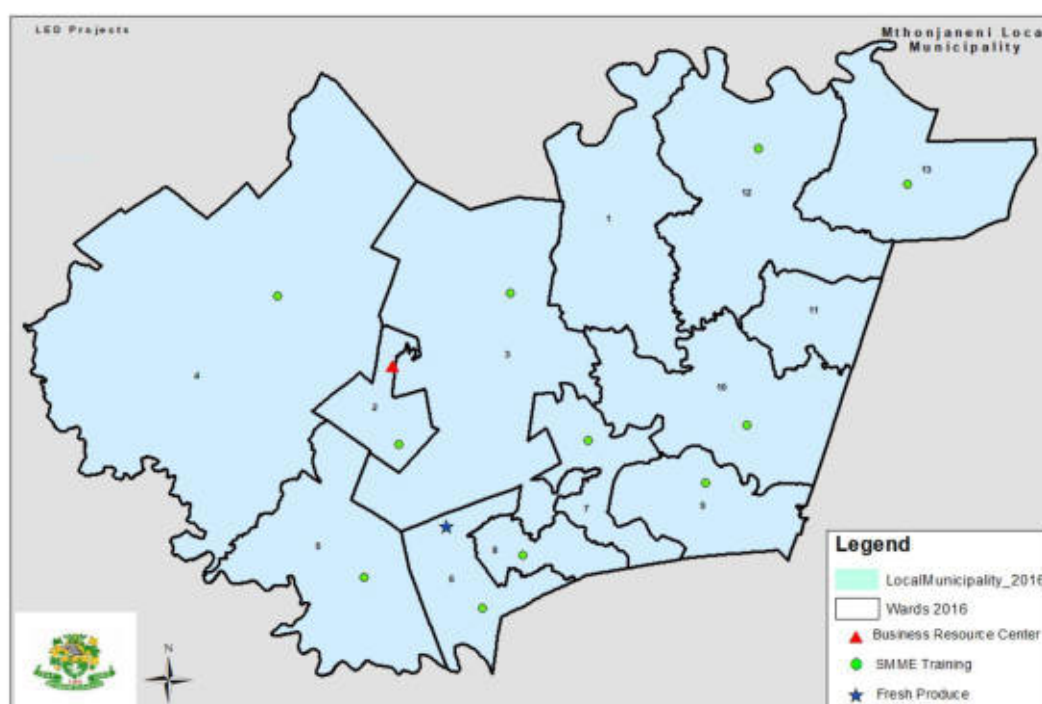 LED Projects
Mthonjaneni Loca
Municipality
13
12
1
11
3
4
10
2
9
7
5
8
6
N
Legend
LocalMunicipality_2016
Wards 2016
Business Resource Center
SMME Training
Fresh Produce